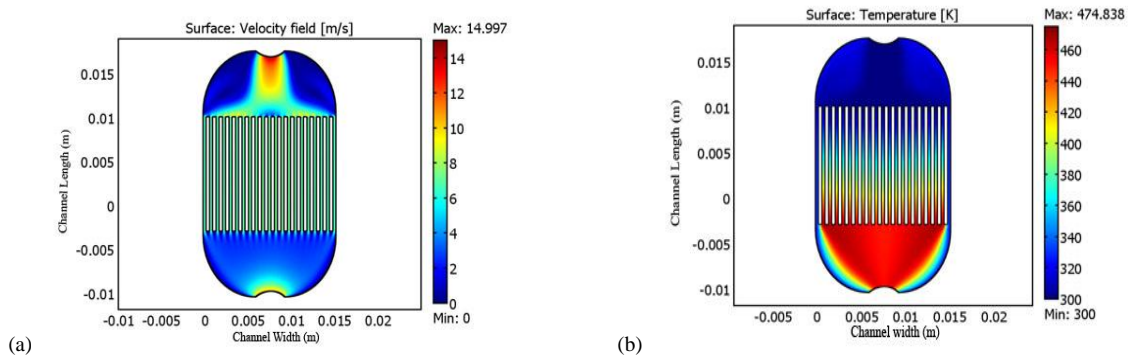 Surface: Velocity field [m/s]
Max: 14.997
0.015
0.01
0.005
0
-0.005
-0.01
Channel Length (m)
-0.01 -0.005 0 0.005 0.01 0.015 0.02
Channel Width (m)
14
12
10
8
6
4
2
0
Min: 0
(a)
Surface: Temperature [K]
Max: 474.838
0.015
0.01
0.005
0
-0.005
-0.01
Channel Length (m)
-0.005 0 0.005 0.01 0.015 0.02
Channel width (m)
460
440
420
400
380
360
340
320
300
Min: 300
(b)